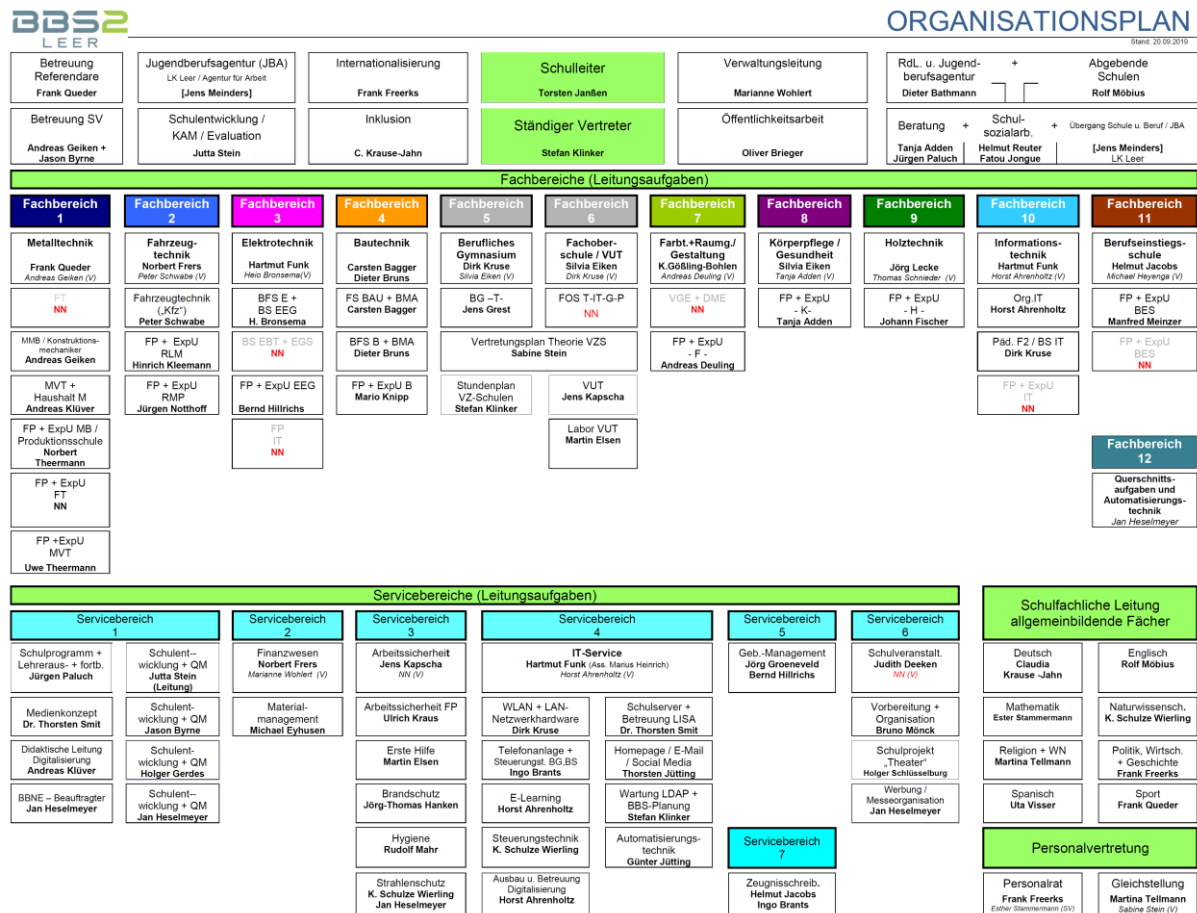 BBS2
LEER
ORGANISATIONSPLAN
Stand: 20.09.2019
Betreuung
Referendare
Frank Queder
Jugendberufsagentur (JBA)
LK Leer / Agentur für Arbeit
[Jens Meinders]
Internationalisierung
Frank Freerks
Schulleiter
Torsten Janßen
Verwaltungsleitung
Marianne Wohlert
RdL. u. Jugend- + Abgebende
berufsagentur Schulen
Dieter Bathmann Rolf Möbius
Betreuung SV
Andreas Geiken +
Jason Byrne
Schulentwicklung /
KAM / Evaluation
Jutta Stein
Inklusion
C. Krause-Jahn
Ständiger Vertreter
Stefan Klinker
Öffentlichkeitsarbeit
Oliver Brieger
Beratung + Schul-
sozialarb. + Übergang Schule u. Beruf / JBA
Tanja Adden Helmut Reuter [Jens Meinders]
Jürgen Paluch Fatou Jongue LK Leer
Fachbereiche (Leitungsaufgaben)
Fachbereich
1
Metalltechnik
Frank Queder
Andreas Geiken (V)
FT
NN
MMB / Konstruktions-
mechaniker
Andreas Geiken
MVT +
Haushalt M
Andreas Klüver
FP + ExpU MB /
Produktionsschule
Norbert
Theermann
FP + ExpU
FT
NN
FP +ExpU
MVT
Uwe Theermann
Fachbereich
2
Fahrzeug-
technik
Norbert Frers
Peter Schwabe (V)
Fahrzeugtechnik
(„Kfz“)
Peter Schwabe
FP + ExpU
RLM
Hinrich Kleemann
FP + ExpU
RMP
Jürgen Notthoff
Fachbereich
3
Elektrotechnik
Hartmut Funk
Heio Bronsema(V)
BFS E +
BS EEG
H. Bronsema
BS EBT + EGS
NN
FP + ExpU EEG
Bernd Hillrichs
FP
IT
NN
Fachbereich
4
Bautechnik
Carsten Bagger
Dieter Bruns
FS BAU + BMA
Carsten Bagger
BFS B + BMA
Dieter Bruns
FP + ExpU B
Mario Knipp
Fachbereich
5
Berufliches
Gymnasium
Dirk Kruse
Silvia Eiken (V)
BG –T-
Jens Grest
Vertretungsplan Theorie VZS
Sabine Stein
Stundenplan
VZ-Schulen
Stefan Klinker
Fachbereich
6
Fachober-
schule / VUT
Silvia Eiken
Dirk Kruse (V)
FOS T-IT-G-P
NN
VUT
Jens Kapscha
Labor VUT
Martin Elsen
Fachbereich
7
Farbt.+Raumg./
Gestaltung
K.Gößling-Bohlen
Andreas Deuling (V)
VGE + DME
NN
FP + ExpU
- F -
Andreas Deuling
Fachbereich
8
Körperpflege /
Gesundheit
Silvia Eiken
Tanja Adden (V)
FP + ExpU
- K-
Tanja Adden
Fachbereich
9
Holztechnik
Jörg Lecke
Thomas Schnieder (V)
FP + ExpU
- H -
Johann Fischer
Fachbereich
10
Informations-
technik
Hartmut Funk
Horst Ahrenholtz (V)
Org.IT
Horst Ahrenholtz
Päd. F2 / BS IT
Dirk Kruse
FP + ExpU
IT
NN
Fachbereich
11
Berufseinstiegs-
schule
Helmut Jacobs
Michael Heyenga (V)
FP + ExpU
BES
Manfred Meinzer
FP + ExpU
BES
NN
Fachbereich
12
Querschnitts-
aufgaben und
Automatisierungs-
technik
Jan Heselmeyer
Servicebereiche (Leitungsaufgaben)
Servicebereich
1
Schulprogramm +
Lehreraus- + fortb.
Jürgen Paluch
Medienkonzept
Dr. Thorsten Smit
Didaktische Leitung
Digitalisierung
Andreas Klüver
BBNE – Beauftragter
Jan Heselmeyer
Schulent--
wicklung + QM
Jutta Stein
(Leitung)
Schulent-
wicklung + QM
Jason Byrne
Schulent-
wicklung + QM
Holger Gerdes
Schulent--
wicklung + QM
Jan Heselmeyer
Servicebereich
2
Finanzwesen
Norbert Frers
Marianne Wohlert (V)
Material-
management
Michael Eyhusen
Servicebereich
3
Arbeitssicherheit
Jens Kapscha
NN (V)
Arbeitssicherheit FP
Ulrich Kraus
Erste Hilfe
Martin Elsen
Brandschutz
Jörg-Thomas Hanken
Hygiene
Rudolf Mahr
Strahlenschutz
K. Schulze Wierling
Jan Heselmeyer
Servicebereich
4
IT-Service
Hartmut Funk (Ass. Marius Heinrich)
Horst Ahrenholtz (V)
WLAN + LAN-
Netzwerkhardware
Dirk Kruse
Telefonanlage +
Steuerungst. BG,BS
Ingo Brants
E-Learning
Horst Ahrenholtz
Steuerungstechnik
K. Schulze Wierling
Ausbau u. Betreuung
Digitalisierung
Horst Ahrenholtz
Schulserver +
Betreuung LISA
Dr. Thorsten Smit
Homepage / E-Mail
/ Social Media
Thorsten Jütting
Wartung LDAP +
BBS-Planung
Stefan Klinker
Automatisierungs-
technik
Günter Jütting
Servicebereich
5
Geb.-Management
Jörg Groeneveld
Bernd Hillrichs
Servicebereich
7
Zeugnisschreib.
Helmut Jacobs
Ingo Brants
Servicebereich
6
Schulveranstalt.
Judith Deeken
NN (V)
Vorbereitung +
Organisation
Bruno Mönck
Schulprojekt
„Theater“
Holger Schlüsselburg
Werbung /
Messeorganisation
Jan Heselmeyer
Schulfachliche Leitung
allgemeinbildende Fächer
Deutsch
Claudia
Krause -Jahn
Englisch
Rolf Möbius
Mathematik
Ester Stammermann
Naturwissensch.
K. Schulze Wierling
Religion + WN
Martina Tellmann
Politik, Wirtsch.
+ Geschichte
Frank Freerks
Spanisch
Uta Visser
Sport
Frank Queder
Personalvertretung
Personalrat
Frank Freerks
Esther Stammermann (SV)
Gleichstellung
Martina Tellmann
Sabine Stein (V)